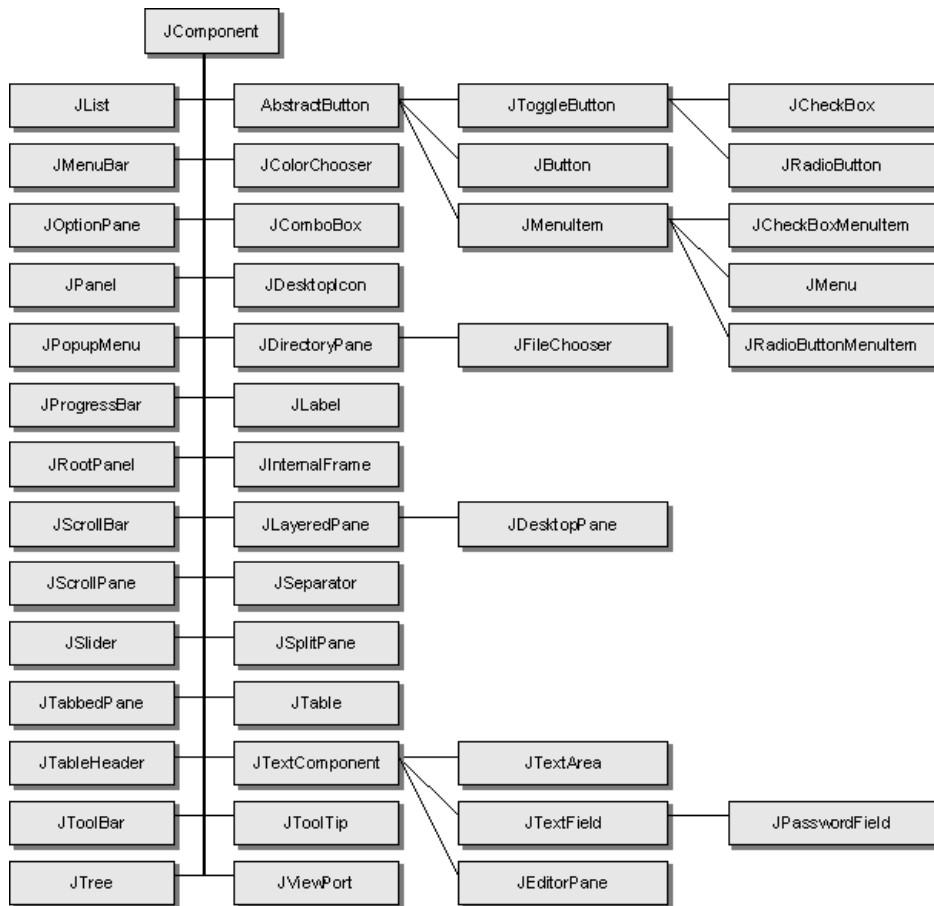 JComponent
JList
AbstractButton
JToggleButton
JCheckBox
JMenuBar
JColorChooser
JButton
JRadioButton
JOptionPane
JComboBox
JMenuItem
JCheckBoxMenuItem
JPanel
JDesktopIcon
JMenu
JPopupMenu
JDirectoryPane
JFileChooser
JRadioButtonMenuItem
JProgressBar
JLabel
JRootPanel
JInternalFrame
JScrollBar
JLayeredPane
JDesktopPane
JScrollPane
JSeparator
JSlider
JSplitPane
JTabbedPane
JTable
JTableHeader
JTextComponent
JTextArea
JToolBar
JToolTip
JTextField
JPasswordField
JTree
JViewPort
JEditorPane